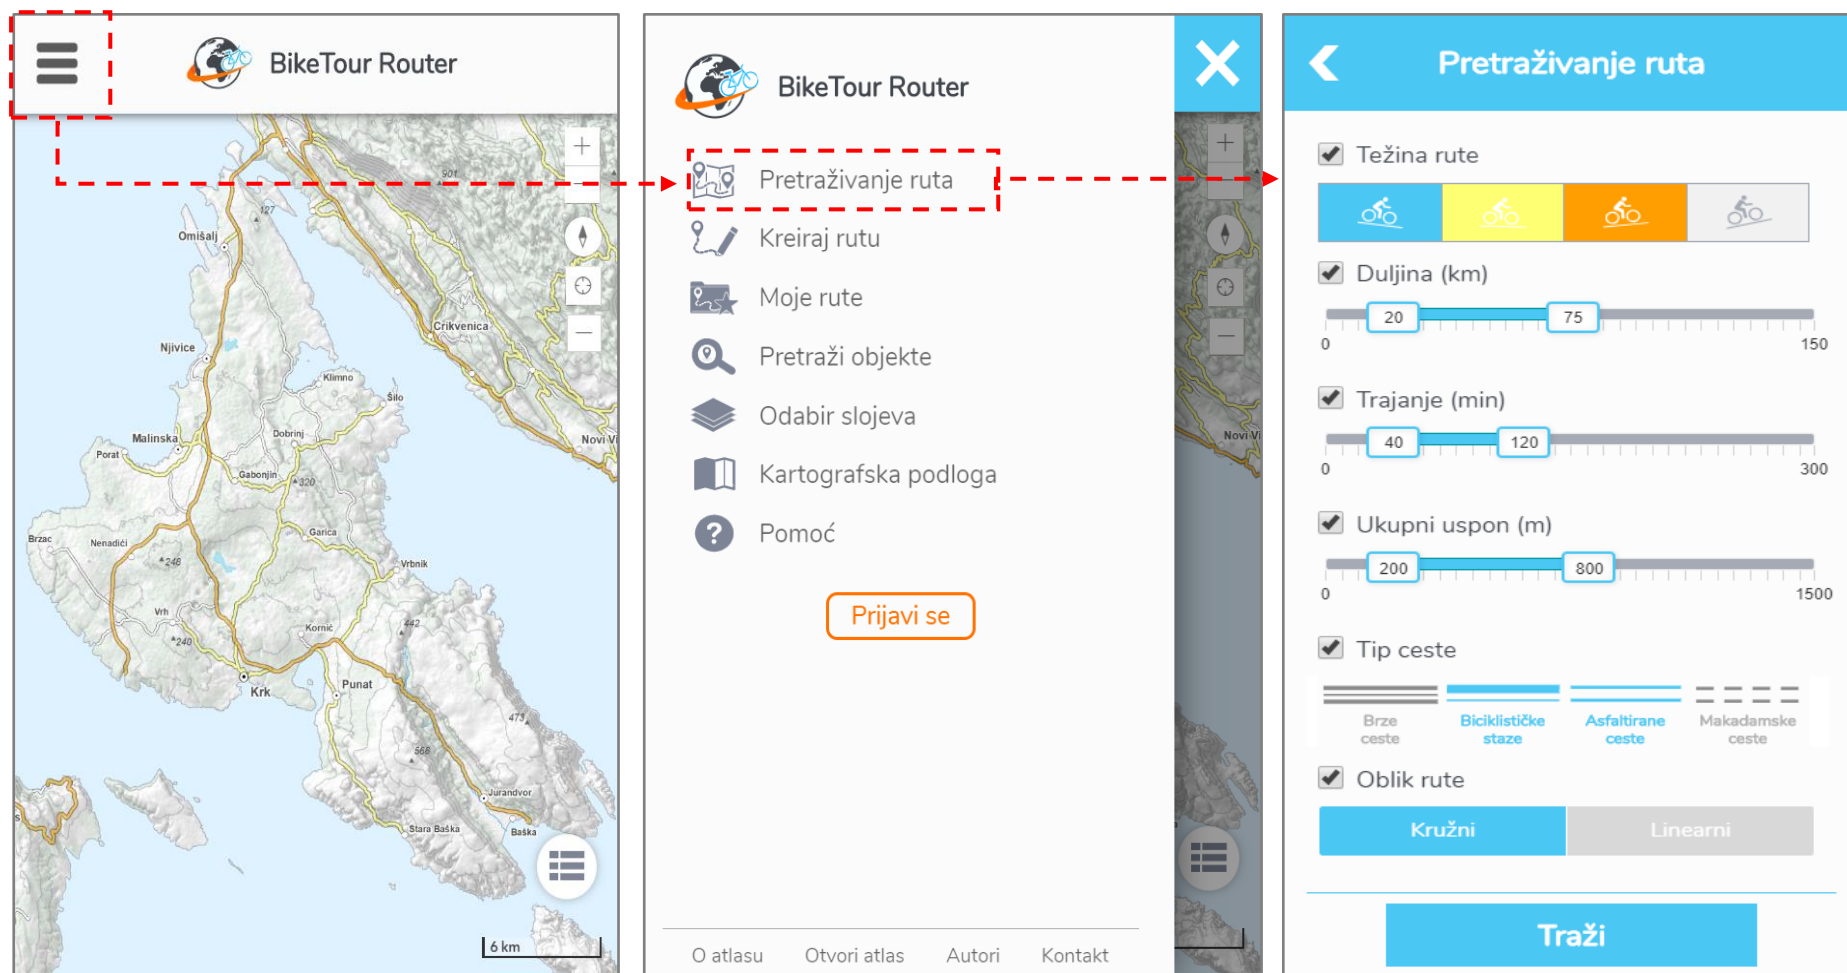 BikeTour Router
901
127
Omišalj
Crikvenica
Njivice
Klimno
Šilo
Malinska
Dobrinj
Novi Vi
Porat
Gabonjin
320
Garica
Brzac
Nenadići
248
Vrbnik
Vrh
240
Kornić
442
Krk
Punat
473
566
Jurandvor
Stara Baška
Baška
6 km
BikeTour Router
Pretraživanje ruta
Kreiraj rutu
Moje rute
Pretraži objekte
Odabir slojeva
Kartografska podloga
Pomoć
Prijavi se
Novi Vi
O atlasu Otvori atlas Autori Kontakt
Pretraživanje ruta
Težina rute
Duljina (km)
20 75
0 150
Trajanje (min)
40 120
0 300
Ukupni uspon (m)
200 800
0 1500
Tip ceste
Brze Biciklističke Asfaltirane Makadamske
ceste staze ceste ceste
Oblik rute
Kružni Linearni
Traži